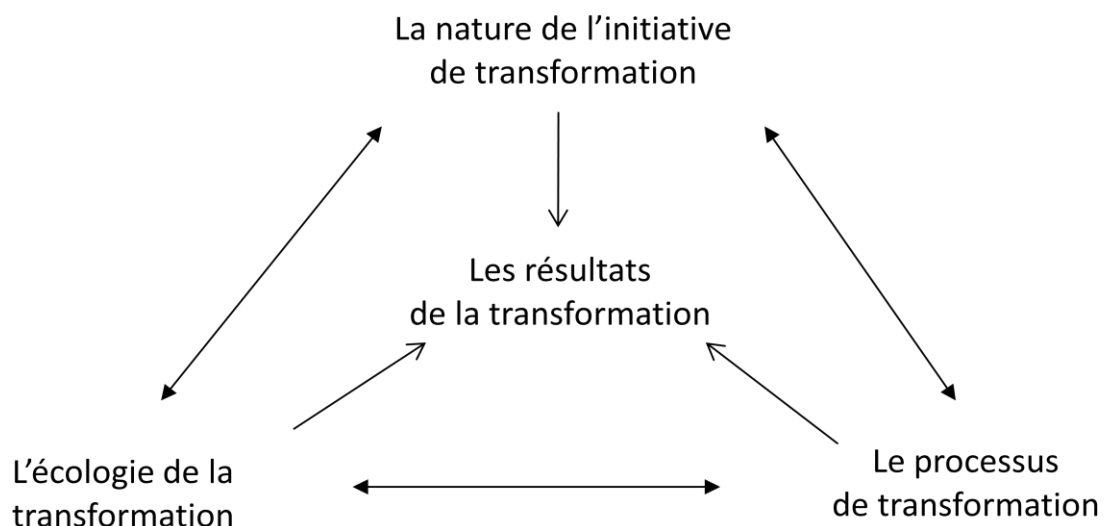 La nature de l’initiative
de transformation
Les résultats
de la transformation
L’écologie de la
transformation
Le processus
de transformation